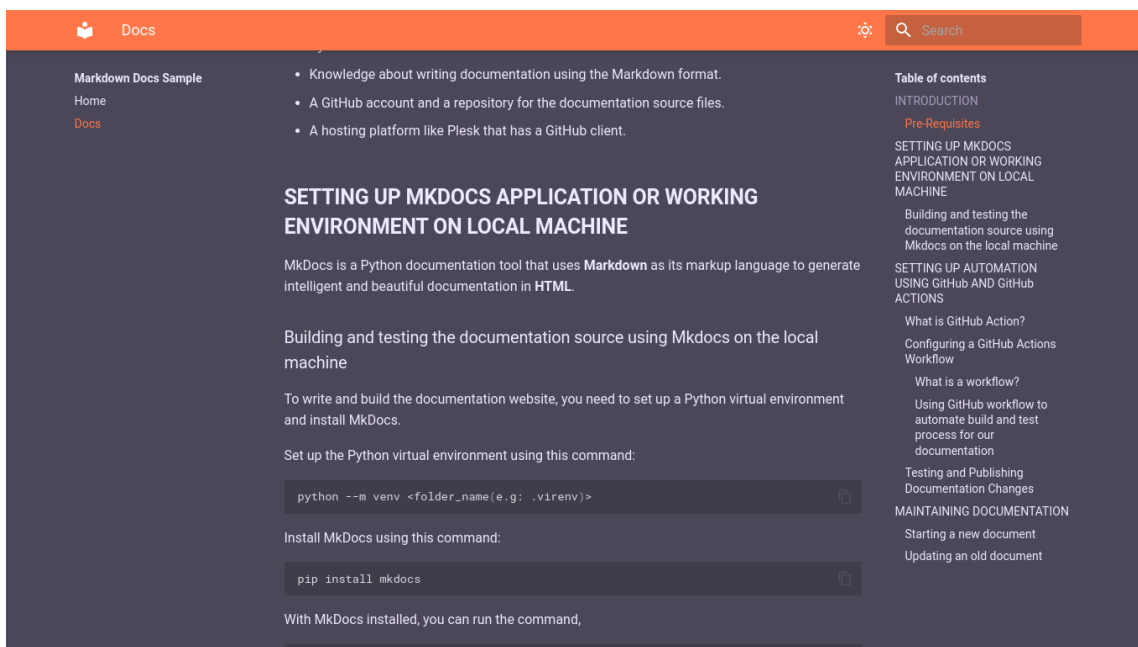 Docs
Search
Markdown Docs Sample
Home
Docs
• Knowledge about writing documentation using the Markdown format.
• A GitHub account and a repository for the documentation source files.
• A hosting platform like Plesk that has a GitHub client.
SETTING UP MKDOCS APPLICATION OR WORKING
ENVIRONMENT ON LOCAL MACHINE
MkDocs is a Python documentation tool that uses Markdown as its markup language to generate
intelligent and beautiful documentation in HTML.
Building and testing the documentation source using Mkdocs on the local
machine
To write and build the documentation website, you need to set up a Python virtual environment
and install MkDocs.
Set up the Python virtual environment using this command:
python --m venv <folder_name(e.g: .virenv)>
Install MkDocs using this command:
pip install mkdocs
With MkDocs installed, you can run the command,
Table of contents
INTRODUCTION
Pre-Requisites
SETTING UP MKDOCS
APPLICATION OR WORKING
ENVIRONMENT ON LOCAL
MACHINE
Building and testing the
documentation source using
Mkdocs on the local machine
SETTING UP AUTOMATION
USING GitHub AND GitHub
ACTIONS
What is GitHub Action?
Configuring a GitHub Actions
Workflow
What is a workflow?
Using GitHub workflow to
automate build and test
process for our
documentation
Testing and Publishing
Documentation Changes
MAINTAINING DOCUMENTATION
Starting a new document
Updating an old document